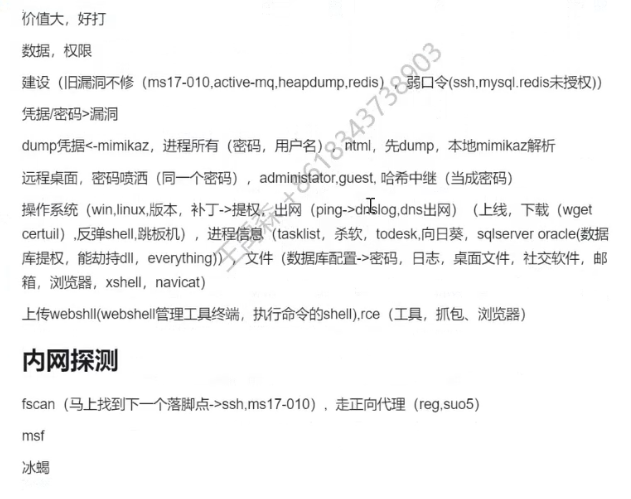 价值大，好打
数据，权限
建设（旧漏洞不修（ms17-010,active-mq,heapdump,redis），弱口令(ssh,mysql.redis未授权))
凭据/密码>漏洞
dump凭据<-mimikaz，进程所有（密码，用户名），ntml，先dump，本地mimikaz解析
远程桌面，密码喷洒（同一个密码），administator,guest, 哈希中继（当成密码）
操作系统（win,linux,版本，补丁->提权，出网（ping->dnslog,dns出网）（上线，下载（wget
certuil）,反弹shell,跳板机），进程信息（tasklist，杀软，todesk,向日葵，sqlserver oracle(数据
库提权，能劫持dll，everything)），文件（数据库配置->密码，日志，桌面文件，社交软件，邮
箱，浏览器，xshell，navicat）
上传webshll(webshell管理工具终端，执行命令的shell),rce（工具，抓包、浏览器）
内网探测
fscan（马上找到下一个落脚点->ssh,ms17-010），走正向代理（reg,suo5）
msf
冰蝎
+8618343738903